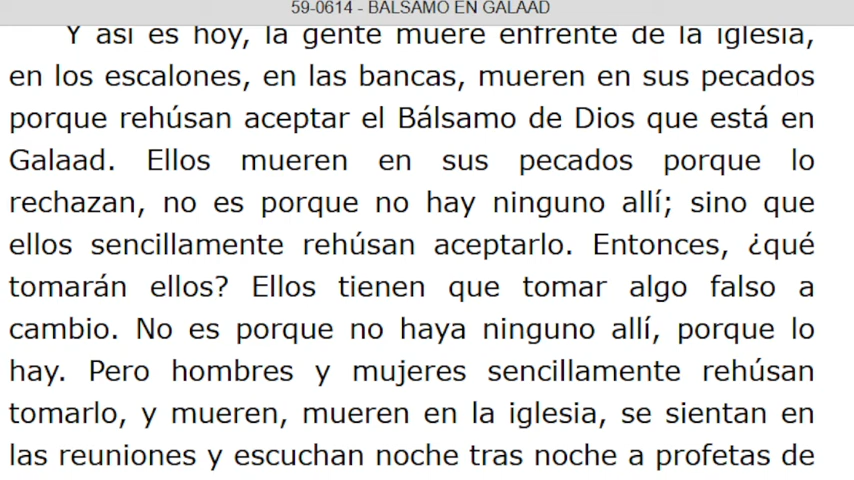 59-0614 - BALSAMO EN GALAAD
Y así es hoy, la gente muere enfrente de la iglesia,
en los escalones, en las bancas, mueren en sus pecados
porque rehúsan aceptar el Bálsamo de Dios que está en
Galaad. Ellos mueren en sus pecados porque lo
rechazan, no es porque no hay ninguno allí; sino que
ellos sencillamente rehúsan aceptarlo. Entonces, ¿qué
tomarán ellos? Ellos tienen que tomar algo falso a
cambio. No es porque no haya ninguno allí, porque lo
hay. Pero hombres y mujeres sencillamente rehúsan
tomarlo, y mueren, mueren en la iglesia, se sientan en
las reuniones y escuchan noche tras noche a profetas de